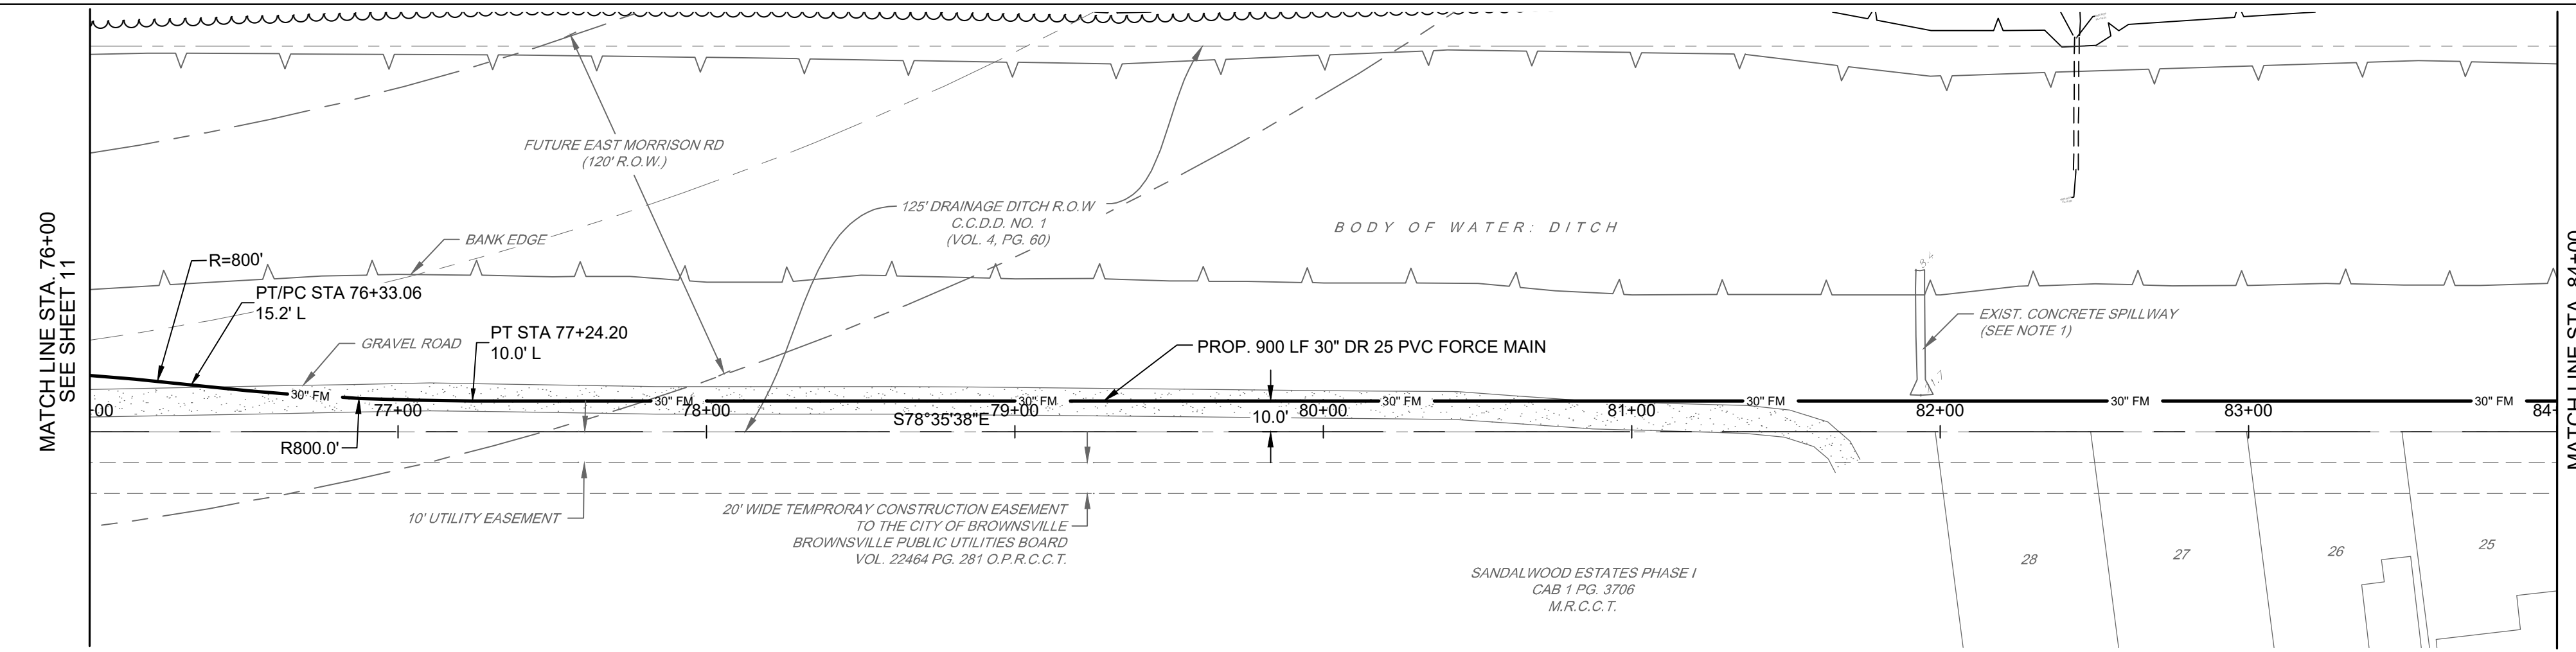 MATCH LINE STA. 76+00
SEE SHEET 11
FUTURE EAST MORRISON RD
(120' R.O.W.)
125' DRAINAGE DITCH R.O.W
C.C.D.D. NO. 1
(VOL. 4, PG. 60)
BODY OF WATER: DITCH
BANK EDGE
R=800'
PT/PC STA 76+33.06
15.2' L
GRAVEL ROAD
PT STA 77+24.20
10.0' L
PROP. 900 LF 30" DR 25 PVC FORCE MAIN
EXIST. CONCRETE SPILLWAY
(SEE NOTE 1)
30" FM
30" FM
30" FM
30" FM
30" FM
30" FM
30" FM
+00
77+00
78+00
79+00
80+00
81+00
82+00
83+00
84+
S78°35'38"E
10.0'
R800.0'
10' UTILITY EASEMENT
20' WIDE TEMPRORAY CONSTRUCTION EASEMENT
TO THE CITY OF BROWNSVILLE
BROWNSVILLE PUBLIC UTILITIES BOARD
VOL. 22464 PG. 281 O.P.R.C.C.T.
SANDALWOOD ESTATES PHASE I
CAB 1 PG. 3706
M.R.C.C.T.
28
27
26
25
MATCH LINE STA. 84+00